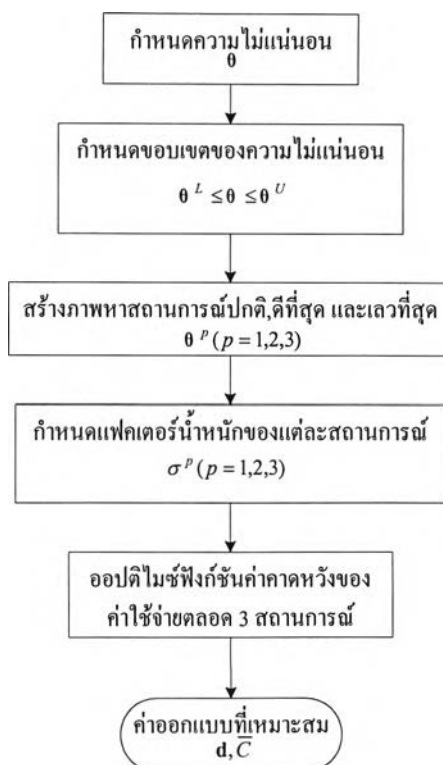 กำหนดความไม่แน่นอน
θ
กำหนดขอบเขตของความไม่แน่นอน
θ^L ≤ θ ≤ θ^U
สร้างภาพหาสถานการณ์ปกติ,ดีที่สุด และเลวที่สุด
θ^p (p = 1,2,3)
กำหนดแฟคเตอร์น้ำหนักของแต่ละสถานการณ์
σ^p (p = 1,2,3)
ออปติไมซ์ฟังก์ชันค่าคาดหวังของ
ค่าใช้จ่ายตลอด 3 สถานการณ์
ค่าออกแบบที่เหมาะสม
d, C̅